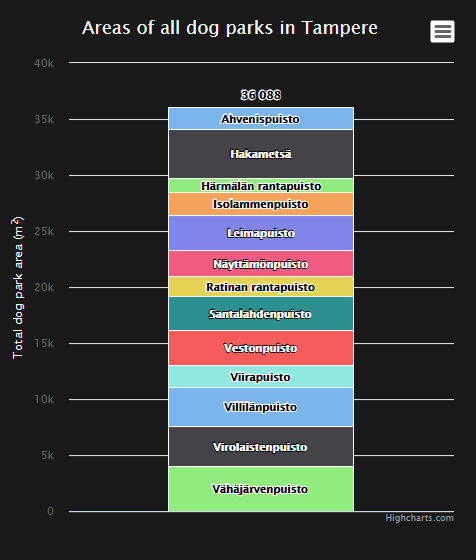 Areas of all dog parks in Tampere
Total dog park area (m²)
40k
35k
30k
25k
20k
15k
10k
5k
0
36 088
Ahvenispuisto
Hakametsä
Härmälän rantapuisto
Isolammenpuisto
Leimapuisto
Näyttämönpuisto
Ratinan rantapuisto
Santalahdenpuisto
Vestonpuisto
Viirapuisto
Villilänpuisto
Virolaistenpuisto
Vähäjärvenpuisto
Highcharts.com